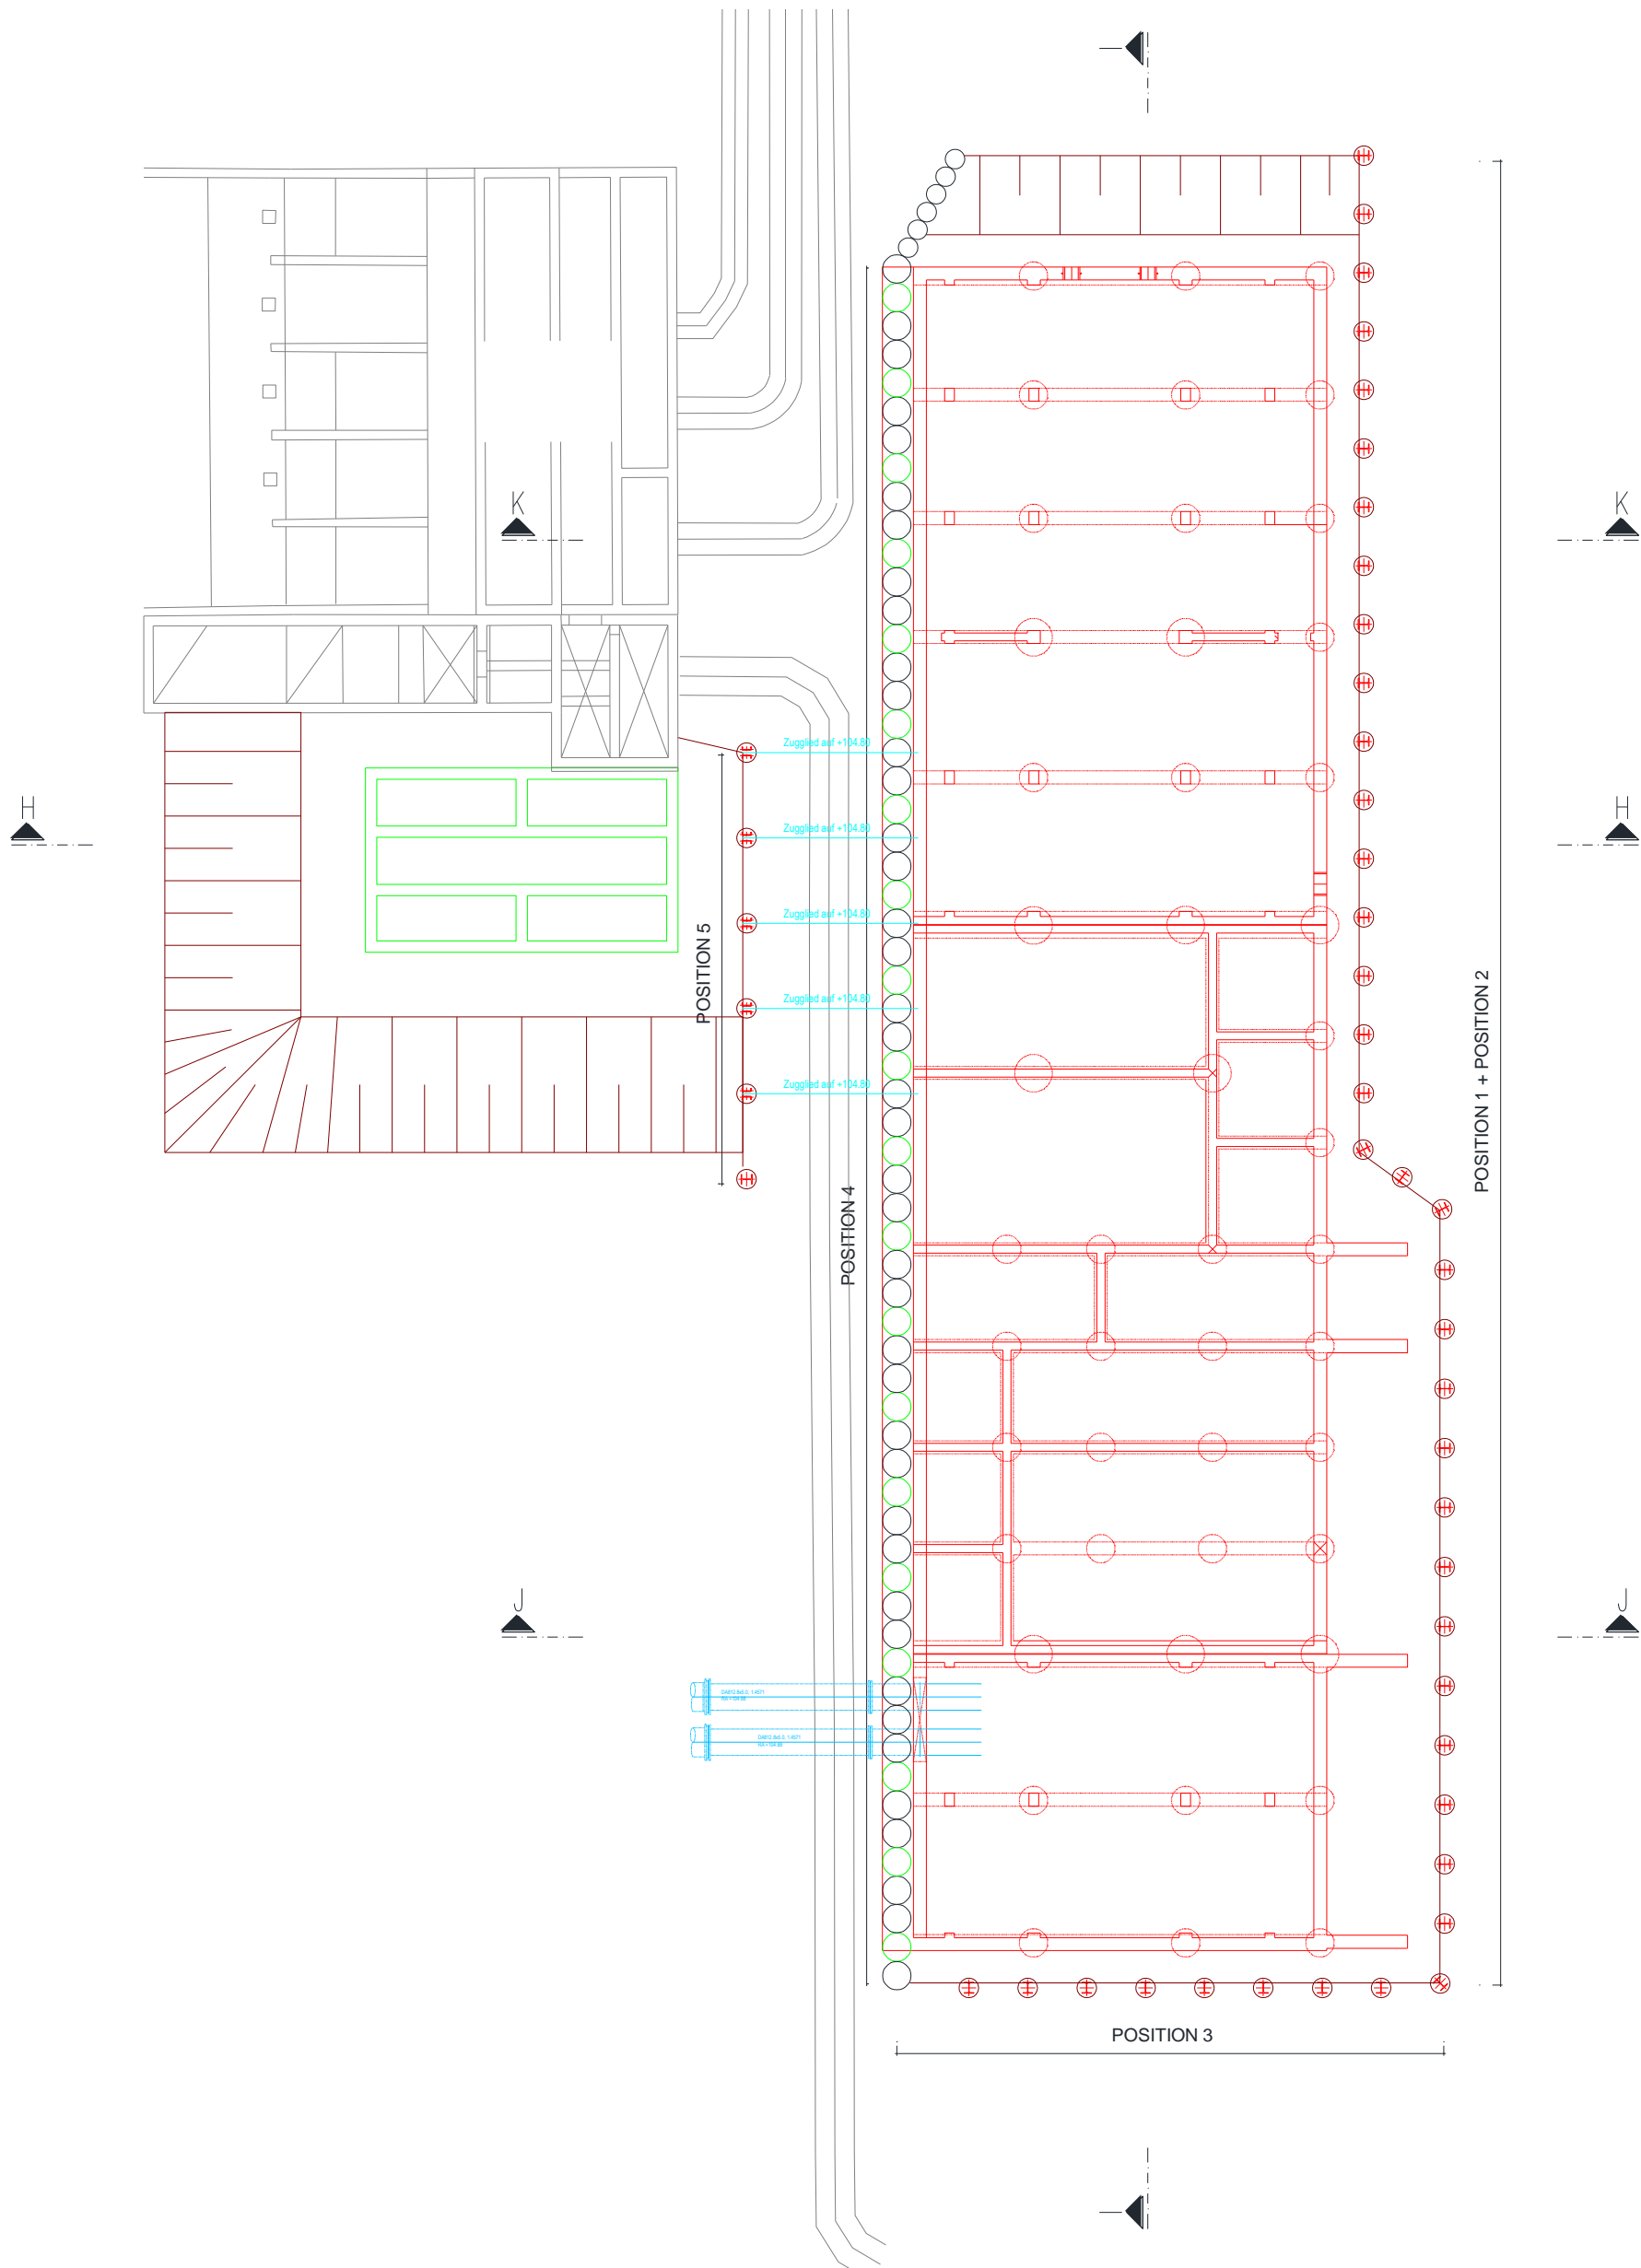 I
K
K
Zugglied auf +104.80
H
H
Zugglied auf +104.80
Zugglied auf +104.80
POSITION 5
Zugglied auf +104.80
POSITION 1 + POSITION 2
Zugglied auf +104.80
POSITION 4
J
J
POSITION 3
I